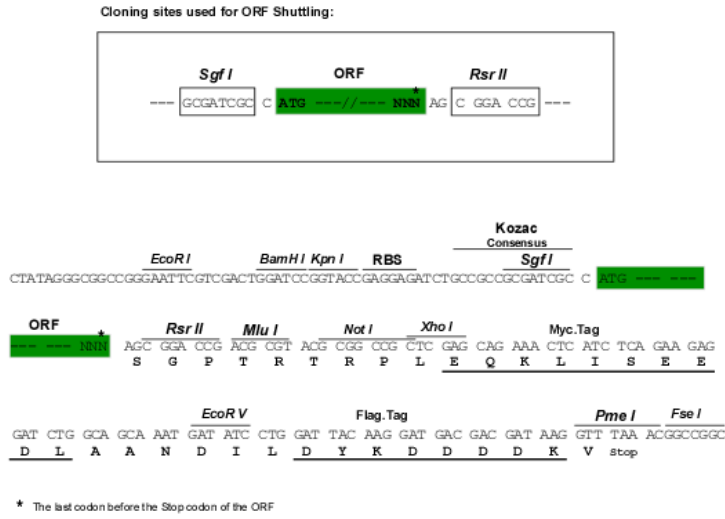 Cloning sites used for ORF Shuttling:
Sgf I ORF Rsr II
*
--- GCGATCGC C ATG ---//--- NNN AG C GGA CCG ---
Kozac
Consensus
EcoR I BamH I Kpn I RBS Sgf I
CTATAGGGCGGCCGGGAATTCGTCGACTGGATCCGGTACCGAGGAGATCTGCCGCCGCGATCGC C ATG --- ---
ORF * Rsr II Mlu I Not I Xho I Myc.Tag
--- --- NNN AGC GGA CCG ACG CGT ACG CGG CCG CTC GAG CAG AAA CTC ATC TCA GAA GAG
S G P T R T R P L E Q K L I S E E
EcoR V Flag.Tag Pme I Fse I
GAT CTG GCA GCA AAT GAT ATC CTG GAT TAC AAG GAT GAC GAC GAT AAG GTT TAA ACGGCCGGC
D L A A N D I L D Y K D D D D K V Stop
* The last codon before the Stop codon of the ORF